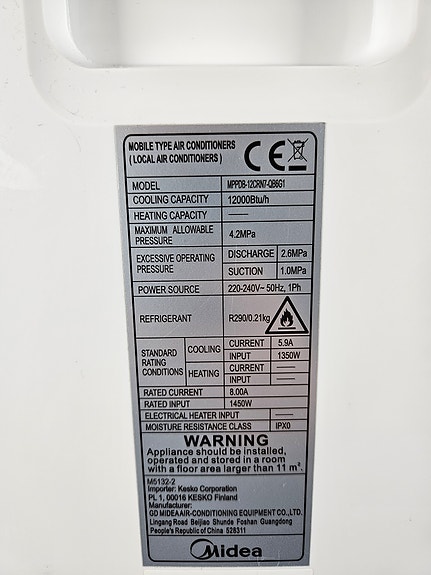 MOBILE TYPE AIR CONDITIONERS
( LOCAL AIR CONDITIONERS )
CE
MODEL MPPDB-12CRN7-QB6G1
COOLING CAPACITY 12000Btu/h
HEATING CAPACITY ——
MAXIMUM ALLOWABLE PRESSURE 4.2MPa
EXCESSIVE OPERATING PRESSURE DISCHARGE 2.6MPa
SUCTION 1.0MPa
POWER SOURCE 220-240V~ 50Hz, 1Ph
REFRIGERANT R290/0.21kg
STANDARD RATING CONDITIONS COOLING CURRENT 5.9A
INPUT 1350W
HEATING CURRENT ——
INPUT ——
RATED CURRENT 8.00A
RATED INPUT 1450W
ELECTRICAL HEATER INPUT ——
MOISTURE RESISTANCE CLASS IPX0
WARNING
Appliance should be installed,
operated and stored in a room
with a floor area larger than 11 m².
M5132-2
Importer: Kesko Corporation
PL 1, 00016 KESKO Finland
Manufacturer:
GD MIDEA AIR-CONDITIONING EQUIPMENT CO.,LTD.
Lingang Road Beijiao Shunde Foshan Guangdong
People's Republic of China 528311
Midea